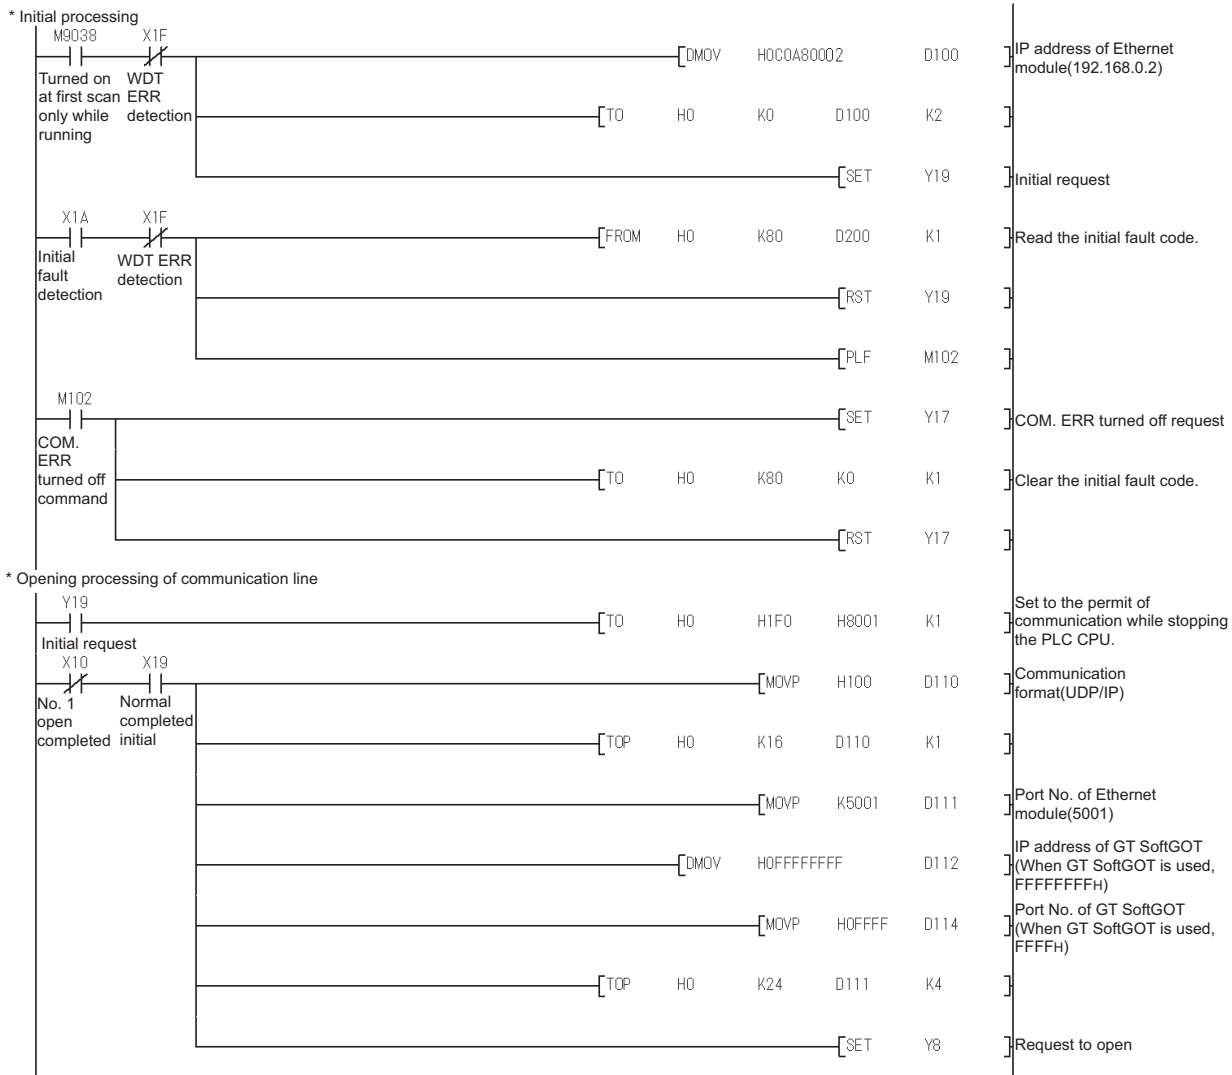 * Initial processing
M9038 X1F
DMOV H0C0A80002 D100
IP address of Ethernet
module(192.168.0.2)
Turned on
at first scan
only while
running
WDT
ERR
detection
TO H0 K0 D100 K2
SET Y19
Initial request
X1A X1F
FROM H0 K80 D200 K1
Read the initial fault code.
Initial
fault
detection
WDT ERR
detection
RST Y19
PLF M102
M102
SET Y17
COM. ERR turned off request
COM.
ERR
turned off
command
TO H0 K80 K0 K1
Clear the initial fault code.
RST Y17
* Opening processing of communication line
Y19
TO H0 H1F0 H8001 K1
Set to the permit of
communication while stopping
the PLC CPU.
Initial request
X10 X19
MOVP H100 D110
Communication
format(UDP/IP)
No. 1
open
completed
Normal
completed
initial
TOP H0 K16 D110 K1
MOVP K5001 D111
Port No. of Ethernet
module(5001)
DMOV H0FFFFFFFF D112
IP address of GT SoftGOT
(When GT SoftGOT is used,
FFFFFFFFH)
MOVP H0FFFF D114
Port No. of GT SoftGOT
(When GT SoftGOT is used,
FFFFH)
TOP H0 K24 D111 K4
SET Y8
Request to open